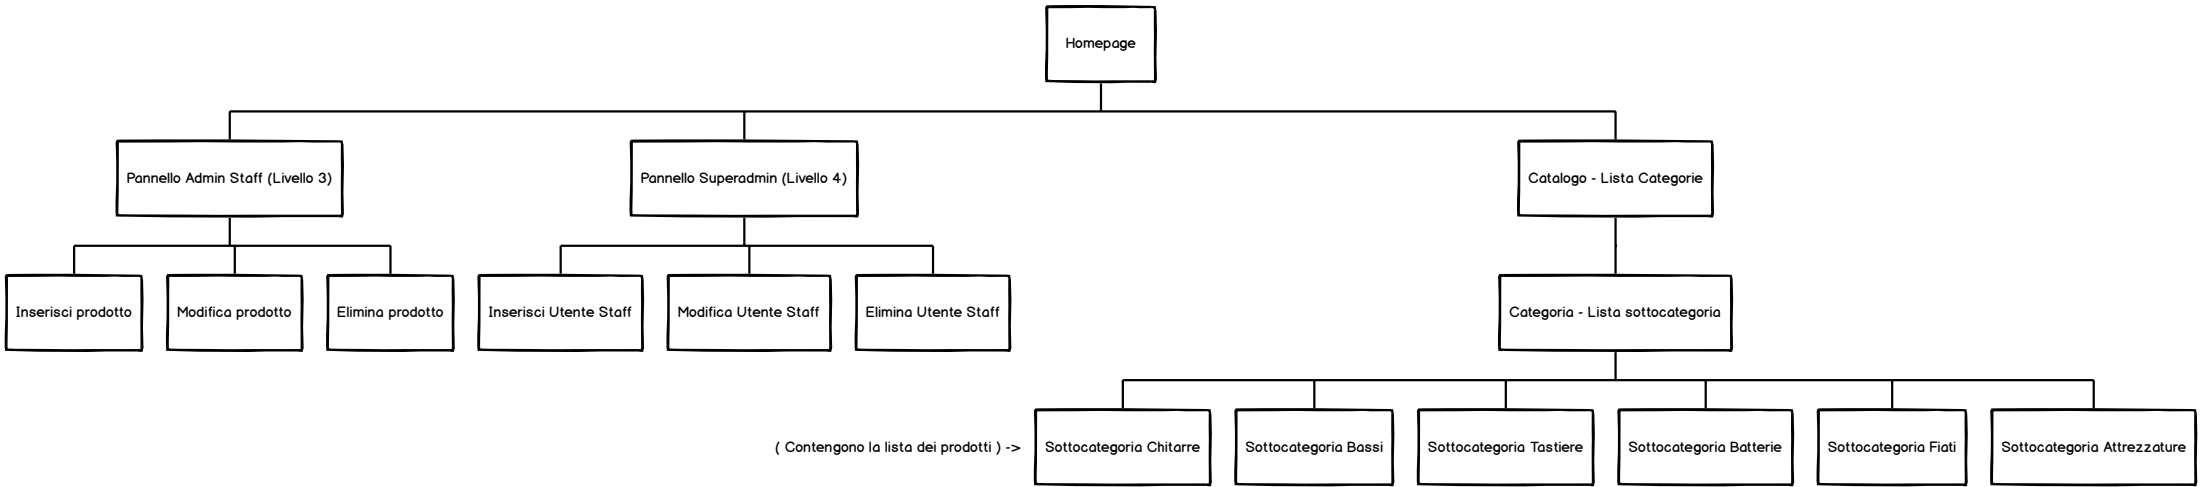 Homepage
Pannello Admin Staff (Livello 3)
Pannello Superadmin (Livello 4)
Catalogo - Lista Categorie
Inserisci prodotto
Modifica prodotto
Elimina prodotto
Inserisci Utente Staff
Modifica Utente Staff
Elimina Utente Staff
Categoria - Lista sottocategoria
( Contengono la lista dei prodotti ) ->
Sottocategoria Chitarre
Sottocategoria Bassi
Sottocategoria Tastiere
Sottocategoria Batterie
Sottocategoria Fiati
Sottocategoria Attrezzature